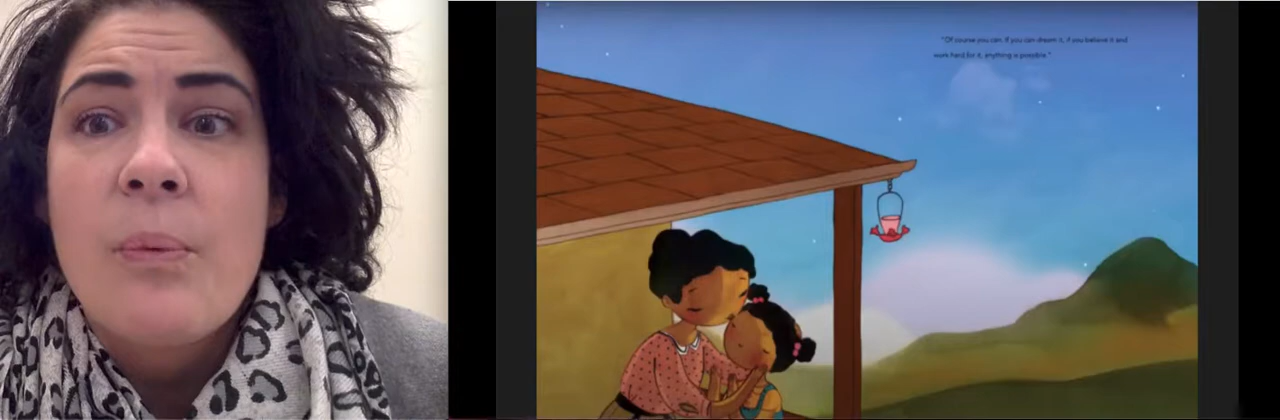 "Of course you can. If you can dream it, if you believe it and
work hard for it, anything is possible."